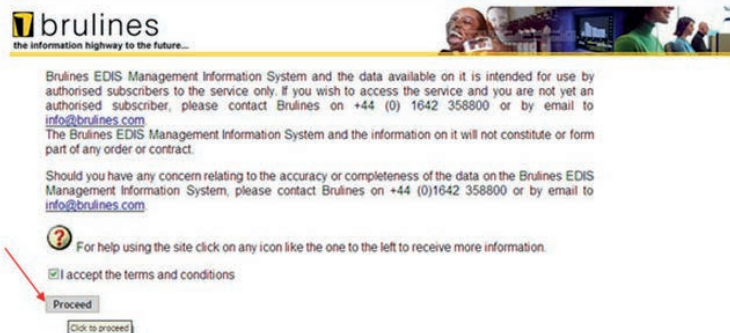 brulines
the information highway to the future...
Brulines EDIS Management Information System and the data available on it is intended for use by
authorised subscribers to the service only. If you wish to access the service and you are not yet an
authorised subscriber, please contact Brulines on +44 (0) 1642 358800 or by email to
info@brulines.com.
The Brulines EDIS Management Information System and the information on it will not constitute or form
part of any order or contract.
Should you have any concern relating to the accuracy or completeness of the data on the Brulines EDIS
Management Information System, please contact Brulines on +44 (0)1642 358800 or by email to
info@brulines.com.
For help using the site click on any icon like the one to the left to receive more information.
I accept the terms and conditions
Proceed
Click to proceed